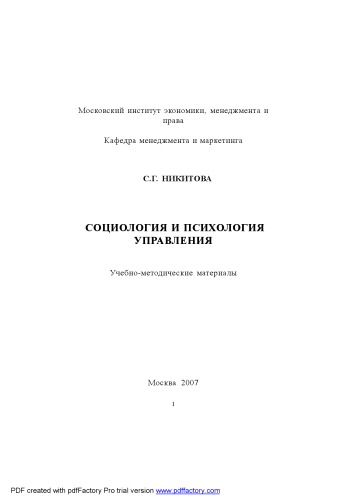 Московский институт экономики, менеджмента и
права
Кафедра менеджмента и маркетинга
С.Г. НИКИТОВА
СОЦИОЛОГИЯ И ПСИХОЛОГИЯ
УПРАВЛЕНИЯ
Учебно-методические материалы
Москва 2007
1
PDF created with pdfFactory Pro trial version www.pdffactory.com